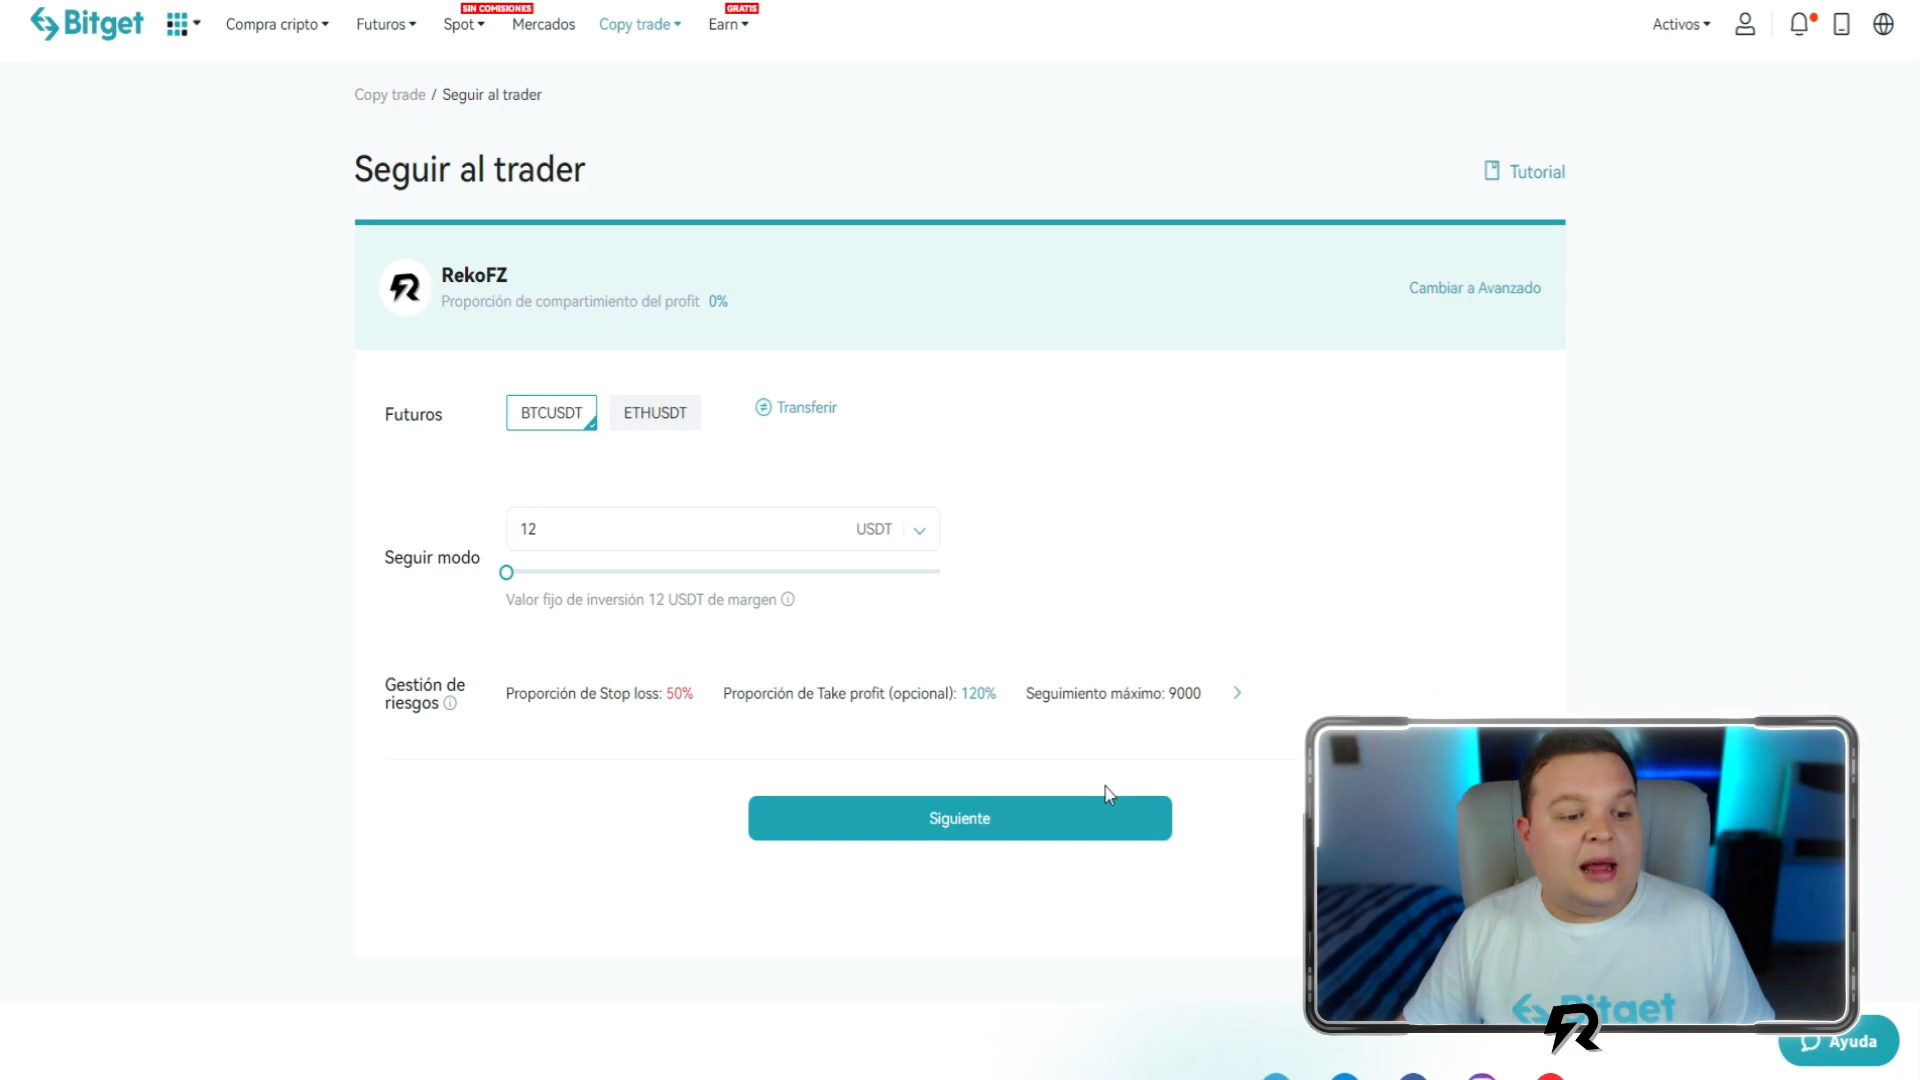 Bitget
Compra cripto
Futuros
SIN COMISIONES
Spot
Mercados
Copy trade
GRATIS
Earn
Activos
Copy trade / Seguir al trader
Seguir al trader
Tutorial
RekoFZ
Proporción de compartimiento del profit 0%
Cambiar a Avanzado
Futuros
BTCUSDT
ETHUSDT
Transferir
Seguir modo
12
USDT
Valor fijo de inversión 12 USDT de margen
Gestión de
riesgos
Proporción de Stop loss: 50%
Proporción de Take profit (opcional): 120%
Seguimiento máximo: 9000
Siguiente
Bitget
Ayuda